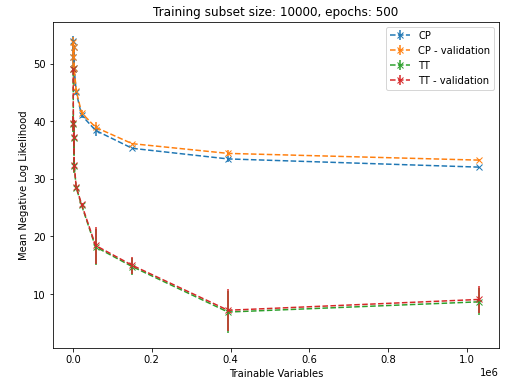 Training subset size: 10000, epochs: 500
CP
CP - validation
TT
TT - validation
Mean Negative Log Likelihood
50
40
30
20
10
0.0 0.2 0.4 0.6 0.8 1.0
1e6
Trainable Variables